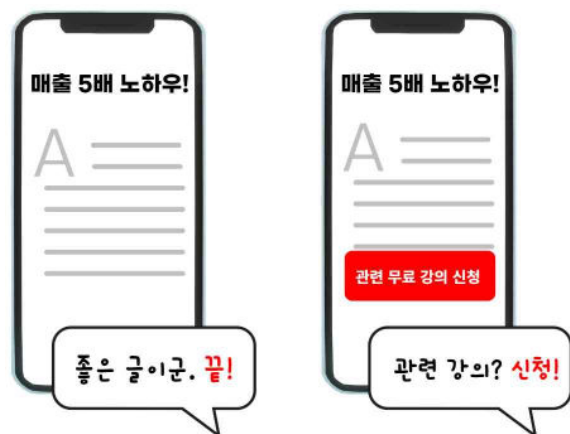 매출 5배 노하우!
A
좋은 글이군. 끝!
매출 5배 노하우!
A
관련 무료 강의 신청
관련 강의? 신청!